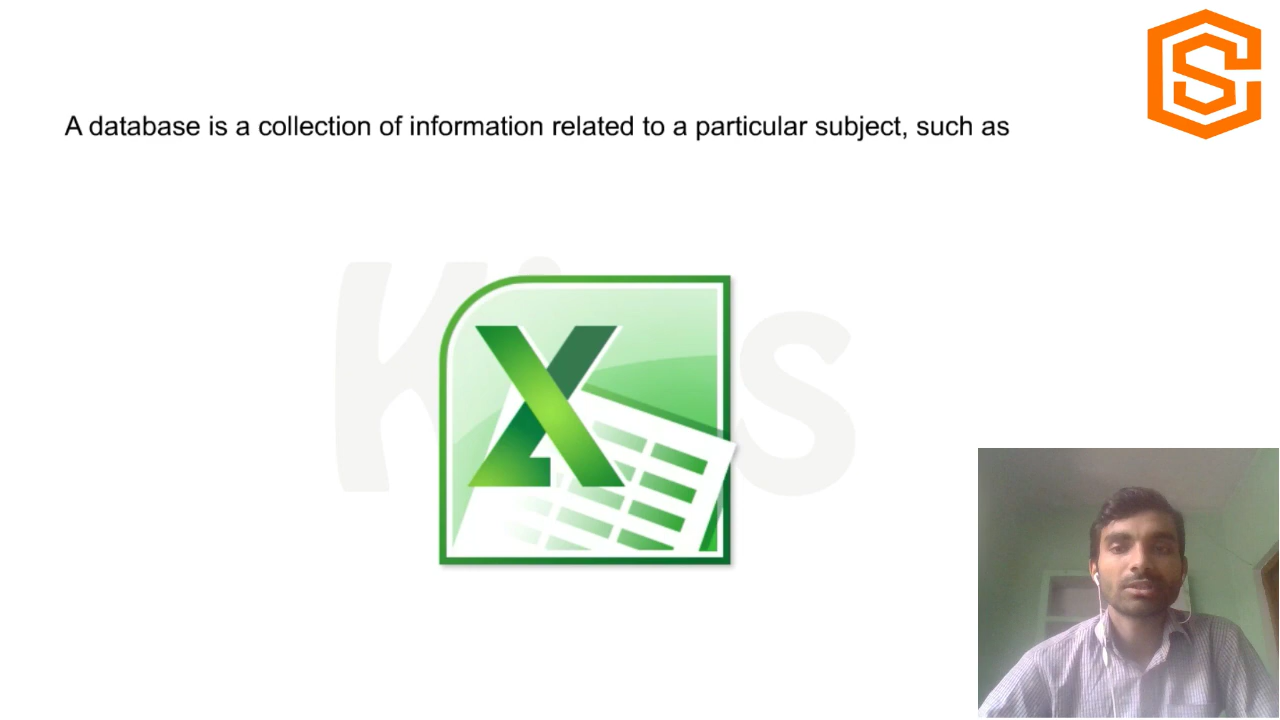 A database is a collection of information related to a particular subject, such as